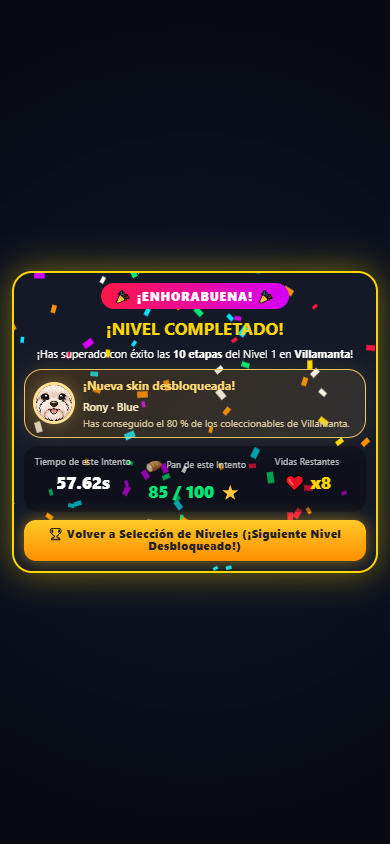 ¡ENHORABUENA!
¡NIVEL COMPLETADO!
¡Has superado con éxito las 10 etapas del Nivel 1 en Villamanta!
¡Nueva skin desbloqueada!
Rony · Blue
Has conseguido el 80 % de los coleccionables de Villamanta.
Tiempo de este Intento
57.62s
Pan de este Intento
85 / 100
Vidas Restantes
x8
Volver a Selección de Niveles (¡Siguiente Nivel
Desbloqueado!)